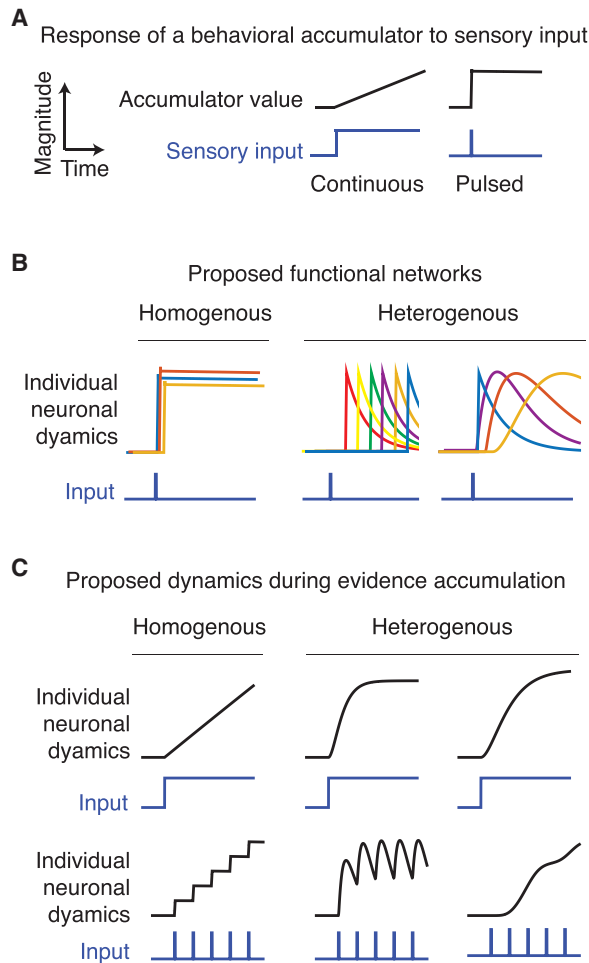 A
Response of a behavioral accumulator to sensory input
Magnitude
Time
Accumulator value
Sensory input
Continuous
Pulsed
B
Proposed functional networks
Homogenous
Heterogenous
Individual
neuronal
dyamics
Input
C
Proposed dynamics during evidence accumulation
Homogenous
Heterogenous
Individual
neuronal
dyamics
Input
Individual
neuronal
dyamics
Input